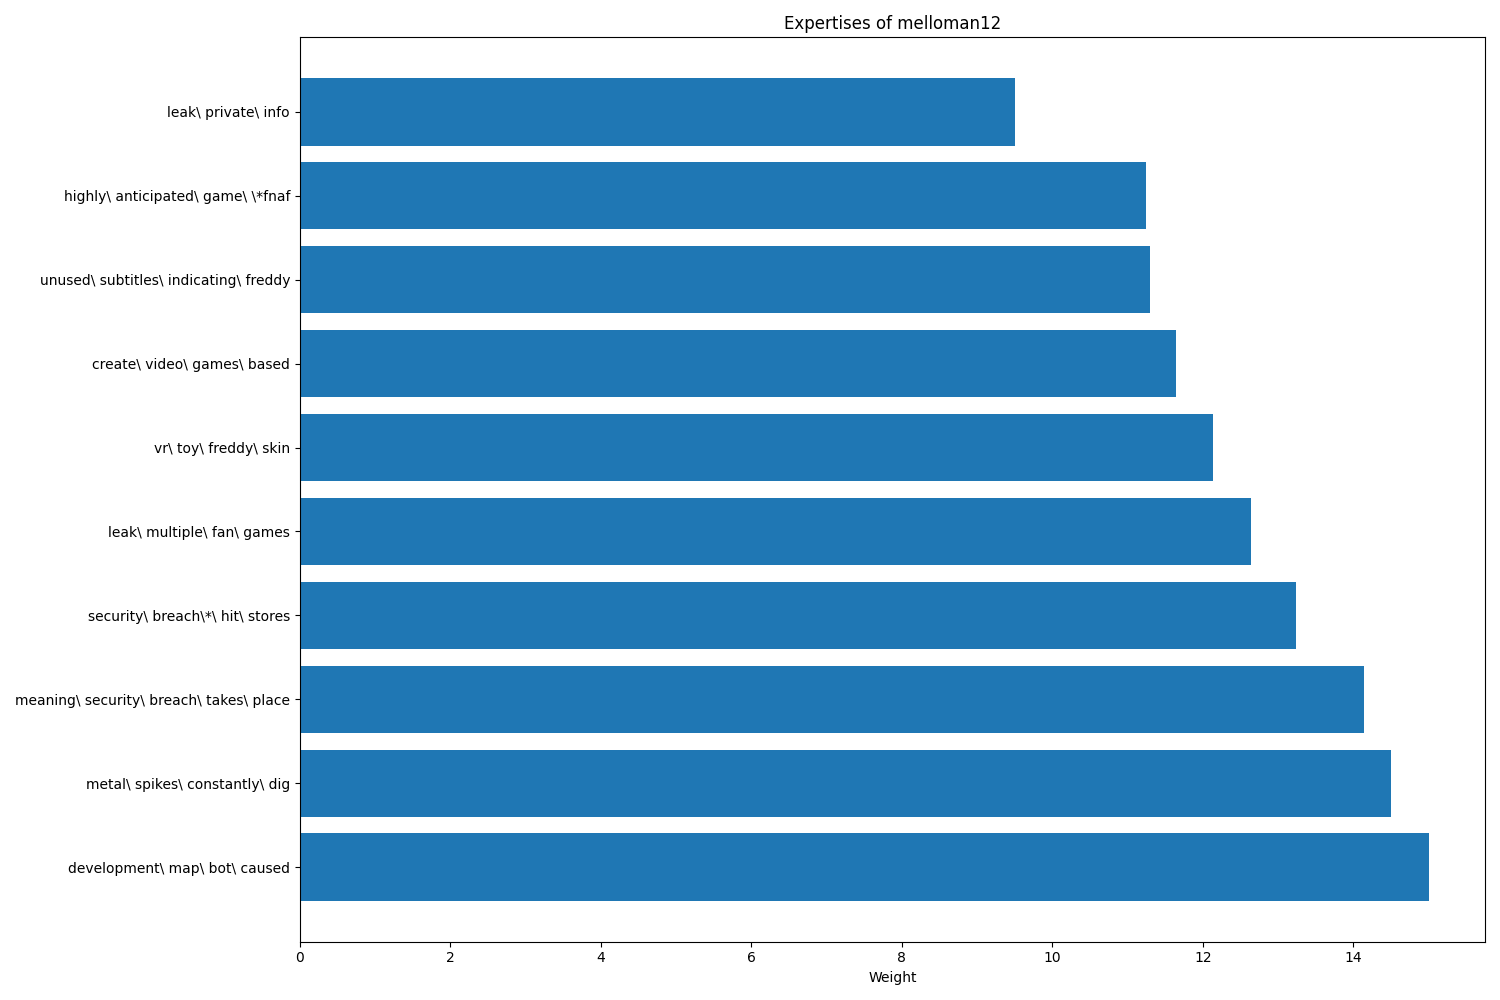 Expertises of melloman12
leak\ private\ info
highly\ anticipated\ game\ \*fnaf
unused\ subtitles\ indicating\ freddy
create\ video\ games\ based
vr\ toy\ freddy\ skin
leak\ multiple\ fan\ games
security\ breach\*\ hit\ stores
meaning\ security\ breach\ takes\ place
metal\ spikes\ constantly\ dig
development\ map\ bot\ caused
0 2 4 6 8 10 12 14
Weight